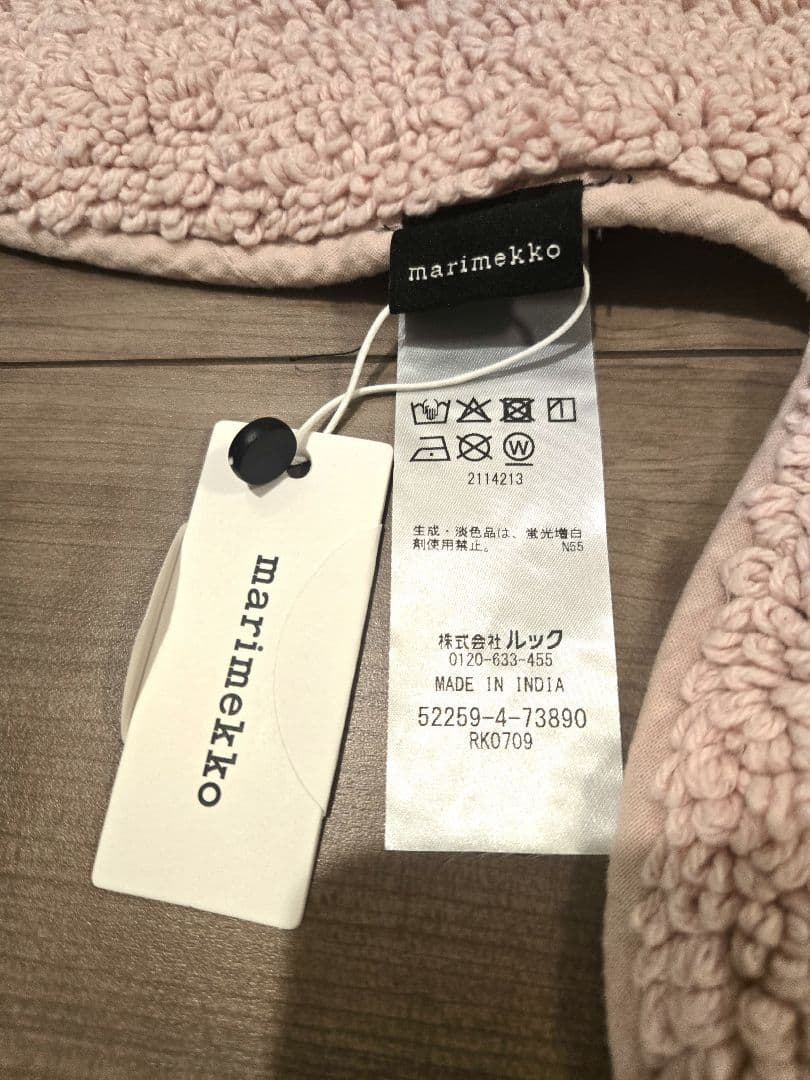 marimekko
W
2114213
生成・淡色品は、蛍光増白
剤使用禁止。 N55
株式会社ルック
0120-633-455
MADE IN INDIA
52259-4-73890
RK0709
marimekko